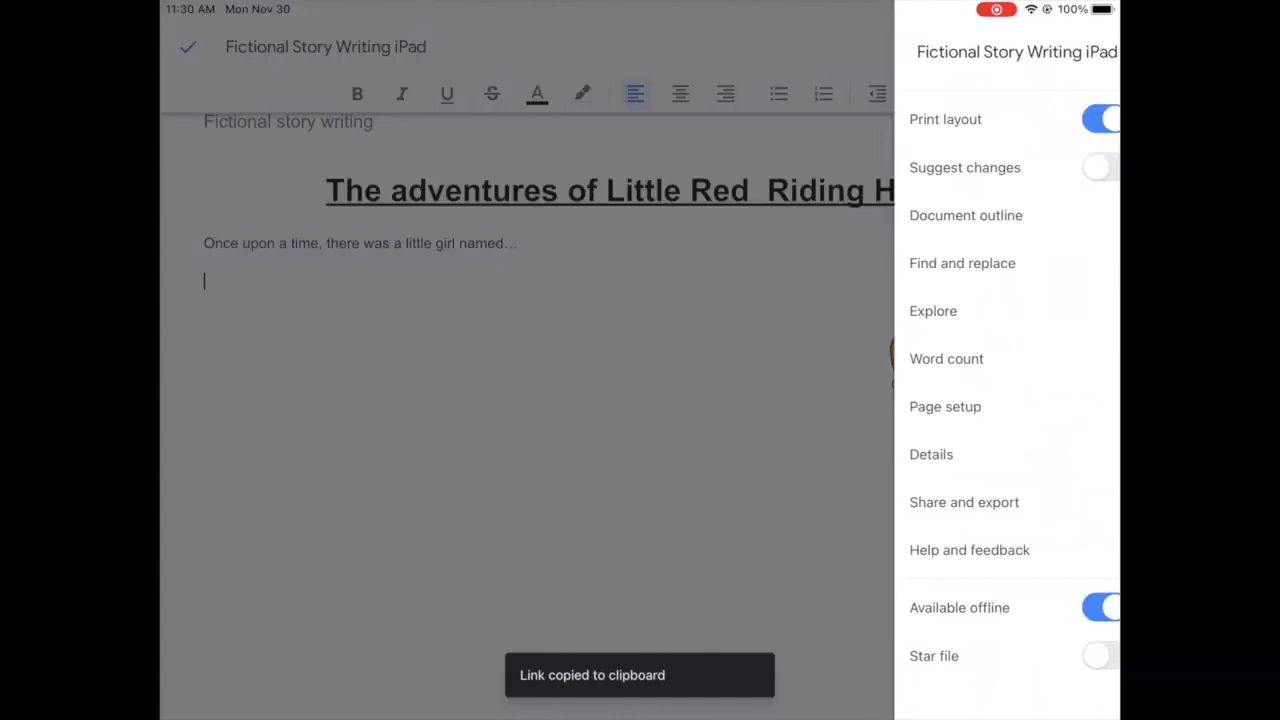 11:30 AM Mon Nov 30
100%
Fictional Story Writing iPad
Fictional Story Writing iPad
B I U S A
Fictional story writing
The adventures of Little Red  Riding H
Once upon a time, there was a little girl named...
Print layout
Suggest changes
Document outline
Find and replace
Explore
Word count
Page setup
Details
Share and export
Help and feedback
Available offline
Star file
Link copied to clipboard